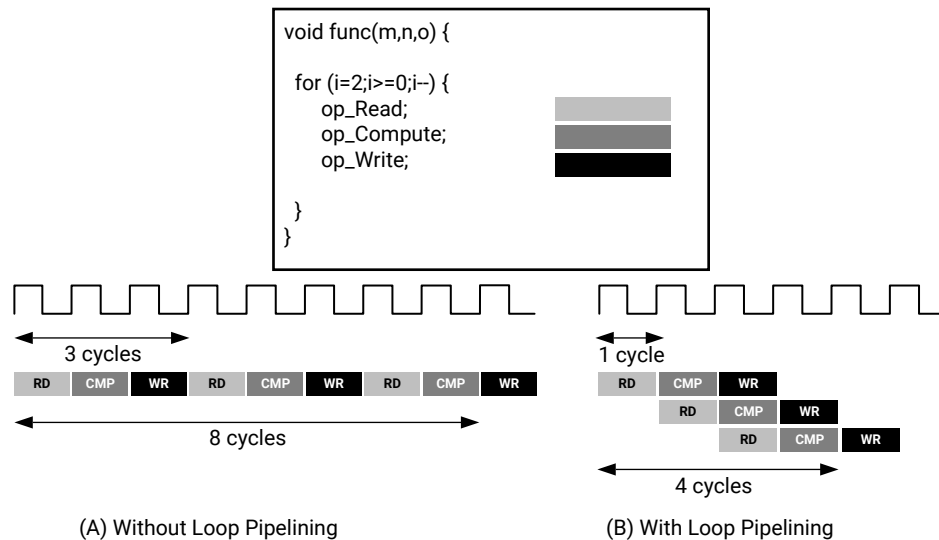 void func(m,n,o) {
for (i=2;i>=0;i--) {
op_Read;
op_Compute;
op_Write;
}
}
3 cycles
RD CMP WR RD CMP WR RD CMP WR
8 cycles
(A) Without Loop Pipelining
1 cycle
RD CMP WR
RD CMP WR
RD CMP WR
4 cycles
(B) With Loop Pipelining